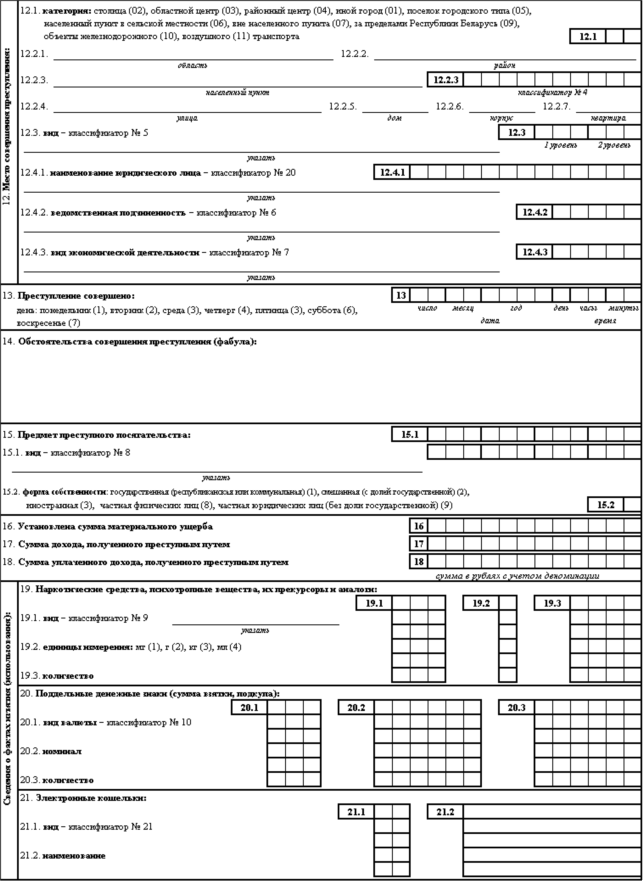 12. Место совершения преступления:
12.1. категория: столица (02), областной центр (03), районный центр (04), иной город (01), поселок городского типа (05),
населенный пункт в сельской местности (06), вне населенного пункта (07), за пределами Республики Беларусь (09),
объекты железнодорожного (10), воздушного (11) транспорта
12.1
12.2.1. 12.2.2.
область район
12.2.3. 12.2.3
населенный пункт классификатор № 4
12.2.4. 12.2.5. 12.2.6. 12.2.7.
улица дом корпус квартира
12.3. вид – классификатор № 5 12.3
1 уровень 2 уровень
указать
12.4.1. наименование юридического лица – классификатор № 20 12.4.1
указать
12.4.2. ведомственная подчиненность – классификатор № 6 12.4.2
указать
12.4.3. вид экономической деятельности – классификатор № 7 12.4.3
указать
13. Преступление совершено: 13
день: понедельник (1), вторник (2), среда (3), четверг (4), пятница (3), суббота (6), число месяц год день часы минуты
воскресенье (7) дата время
14. Обстоятельства совершения преступления (фабула):
15. Предмет преступного посягательства: 15.1
15.1. вид – классификатор № 8
указать
15.2. форма собственности: государственная (республиканская или коммунальная) (1), смешанная (с долей государственной) (2),
иностранная (3), частная физических лиц (8), частная юридических лиц (без доли государственной) (9) 15.2
16. Установлена сумма материального ущерба 16
17. Сумма дохода, полученного преступным путем 17
18. Сумма уплаченного дохода, полученного преступным путем 18
сумма в рублях с учетом деноминации
Сведения о фактах изъятия (использования):
19. Наркотические средства, психотропные вещества, их прекурсоры и аналоги:
19.1 19.2 19.3
19.1. вид – классификатор № 9
указать
19.2. единицы измерения: мг (1), г (2), кг (3), мл (4)
19.3. количество
20. Поддельные денежные знаки (сумма взятки, подкупа):
20.1 20.2 20.3
20.1. вид валюты – классификатор № 10
20.2. номинал
20.3. количество
21. Электронные кошельки:
21.1 21.2
21.1. вид – классификатор № 21
21.2. наименование